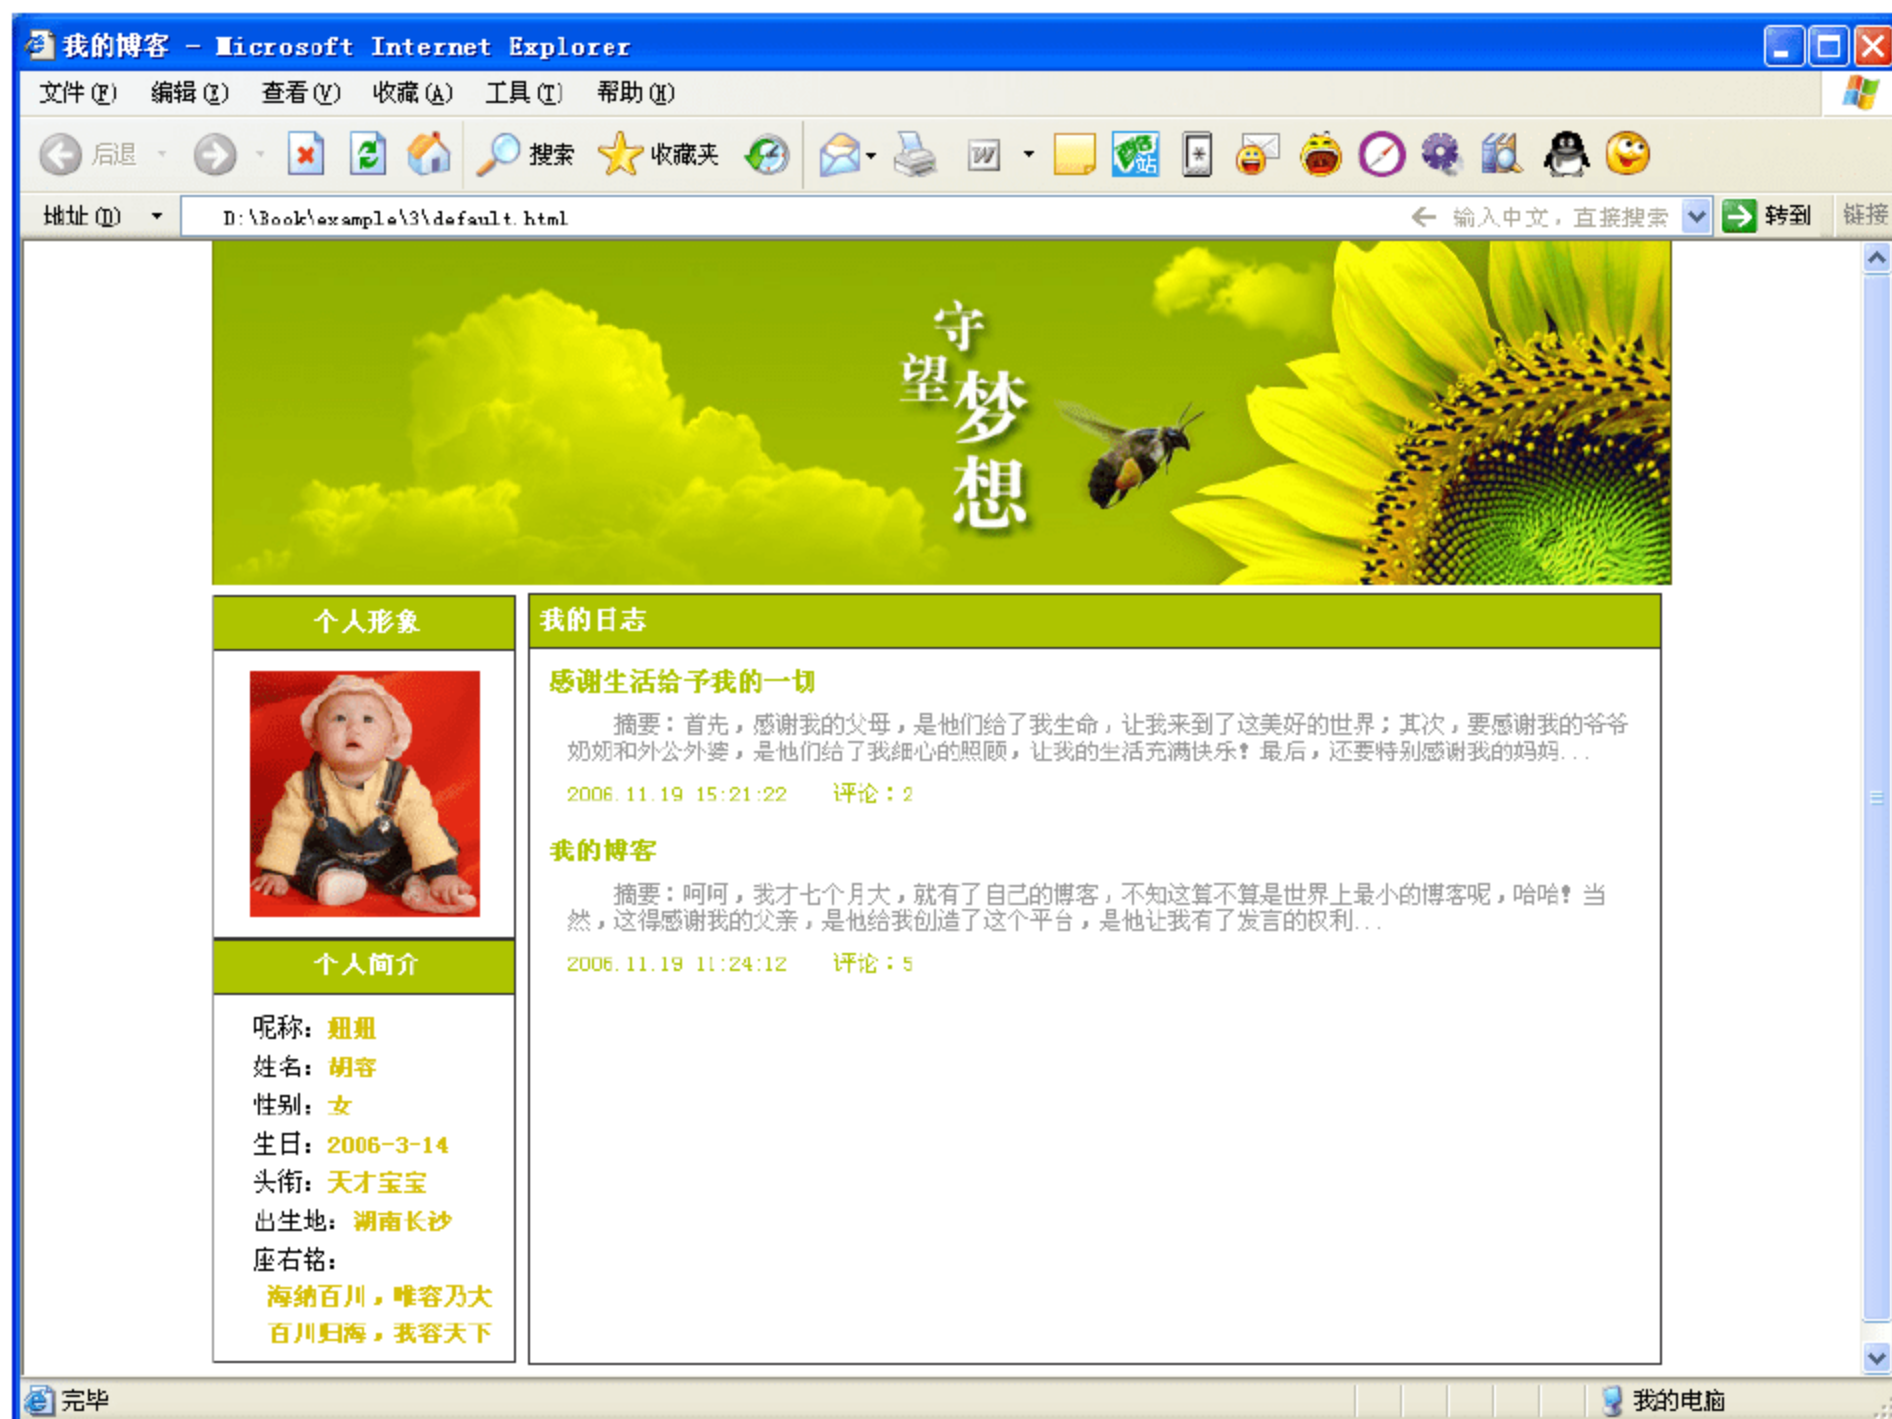 我的博客 - Microsoft Internet Explorer
文件(F) 编辑(E) 查看(V) 收藏(A) 工具(T) 帮助(H)
后退 搜索 收藏夹
地址(D) D:\Book\example\3\default.html 输入中文，直接搜索 转到 链接
守
望
梦
想
个人形象
我的日志
感谢生活给予我的一切
摘要：首先，感谢我的父母，是他们给了我生命，让我来到了这美好的世界；其次，要感谢我的爷爷
奶奶和外公外婆，是他们给了我细心的照顾，让我的生活充满快乐！最后，还要特别感谢我的妈妈...
2006.11.19 15:21:22 评论：2
我的博客
摘要：呵呵，我才七个月大，就有了自己的博客，不知这算不算是世界上最小的博客呢，哈哈！当
然，这得感谢我的父亲，是他给我创造了这个平台，是他让我有了发言的权利...
2006.11.19 11:24:12 评论：5
个人简介
昵称：妞妞
姓名：胡容
性别：女
生日：2006-3-14
头衔：天才宝宝
出生地：湖南长沙
座右铭：
海纳百川，唯容乃大
百川归海，我容天下
完毕 我的电脑